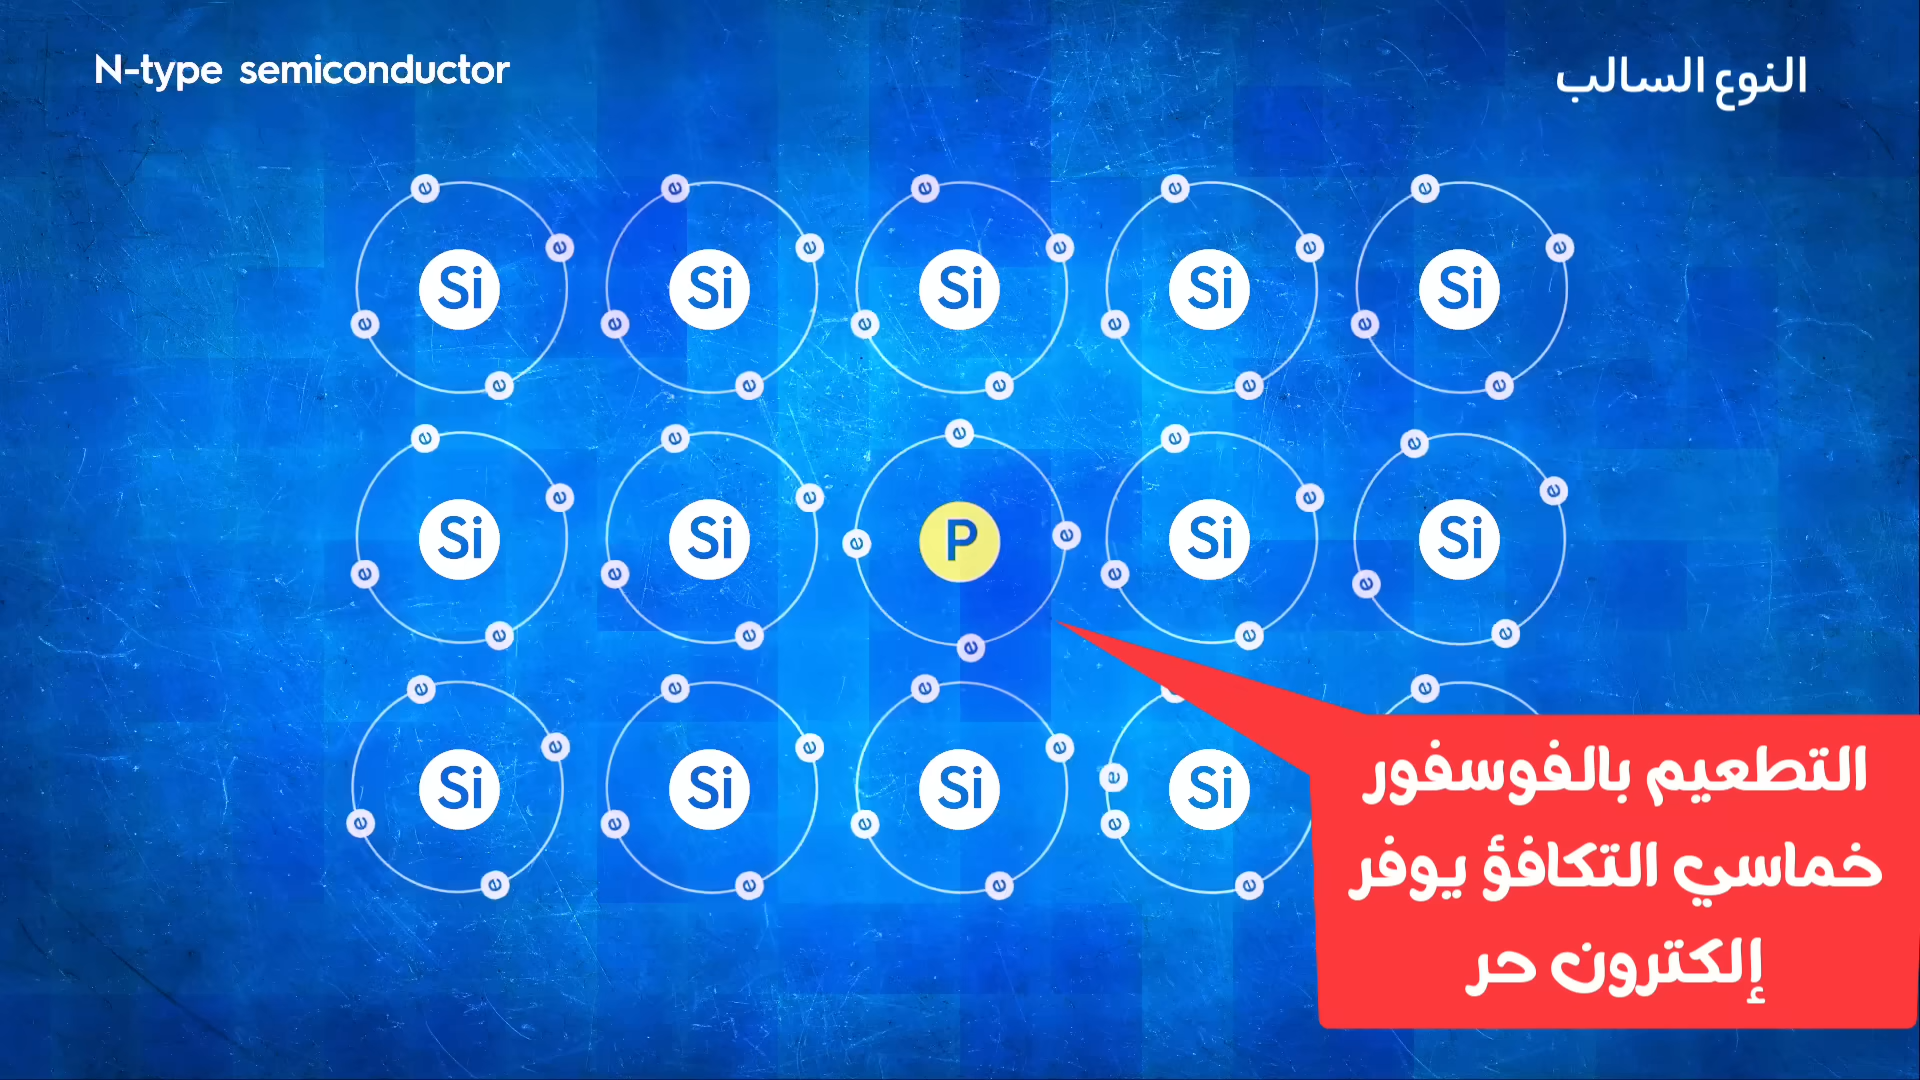 N-type semiconductor
النوع السالب
e e e e e
e e e e e
Si Si Si Si Si
e e e e e
e e e e e
e e e e e e
e e e e
Si Si P Si Si
e e e e e
e e e e e
e e e e e
e e e
e
Si Si Si Si
e e e e
e e e e
التطعيم بالفوسفور
خماسي التكافؤ يوفر
إلكترون حر